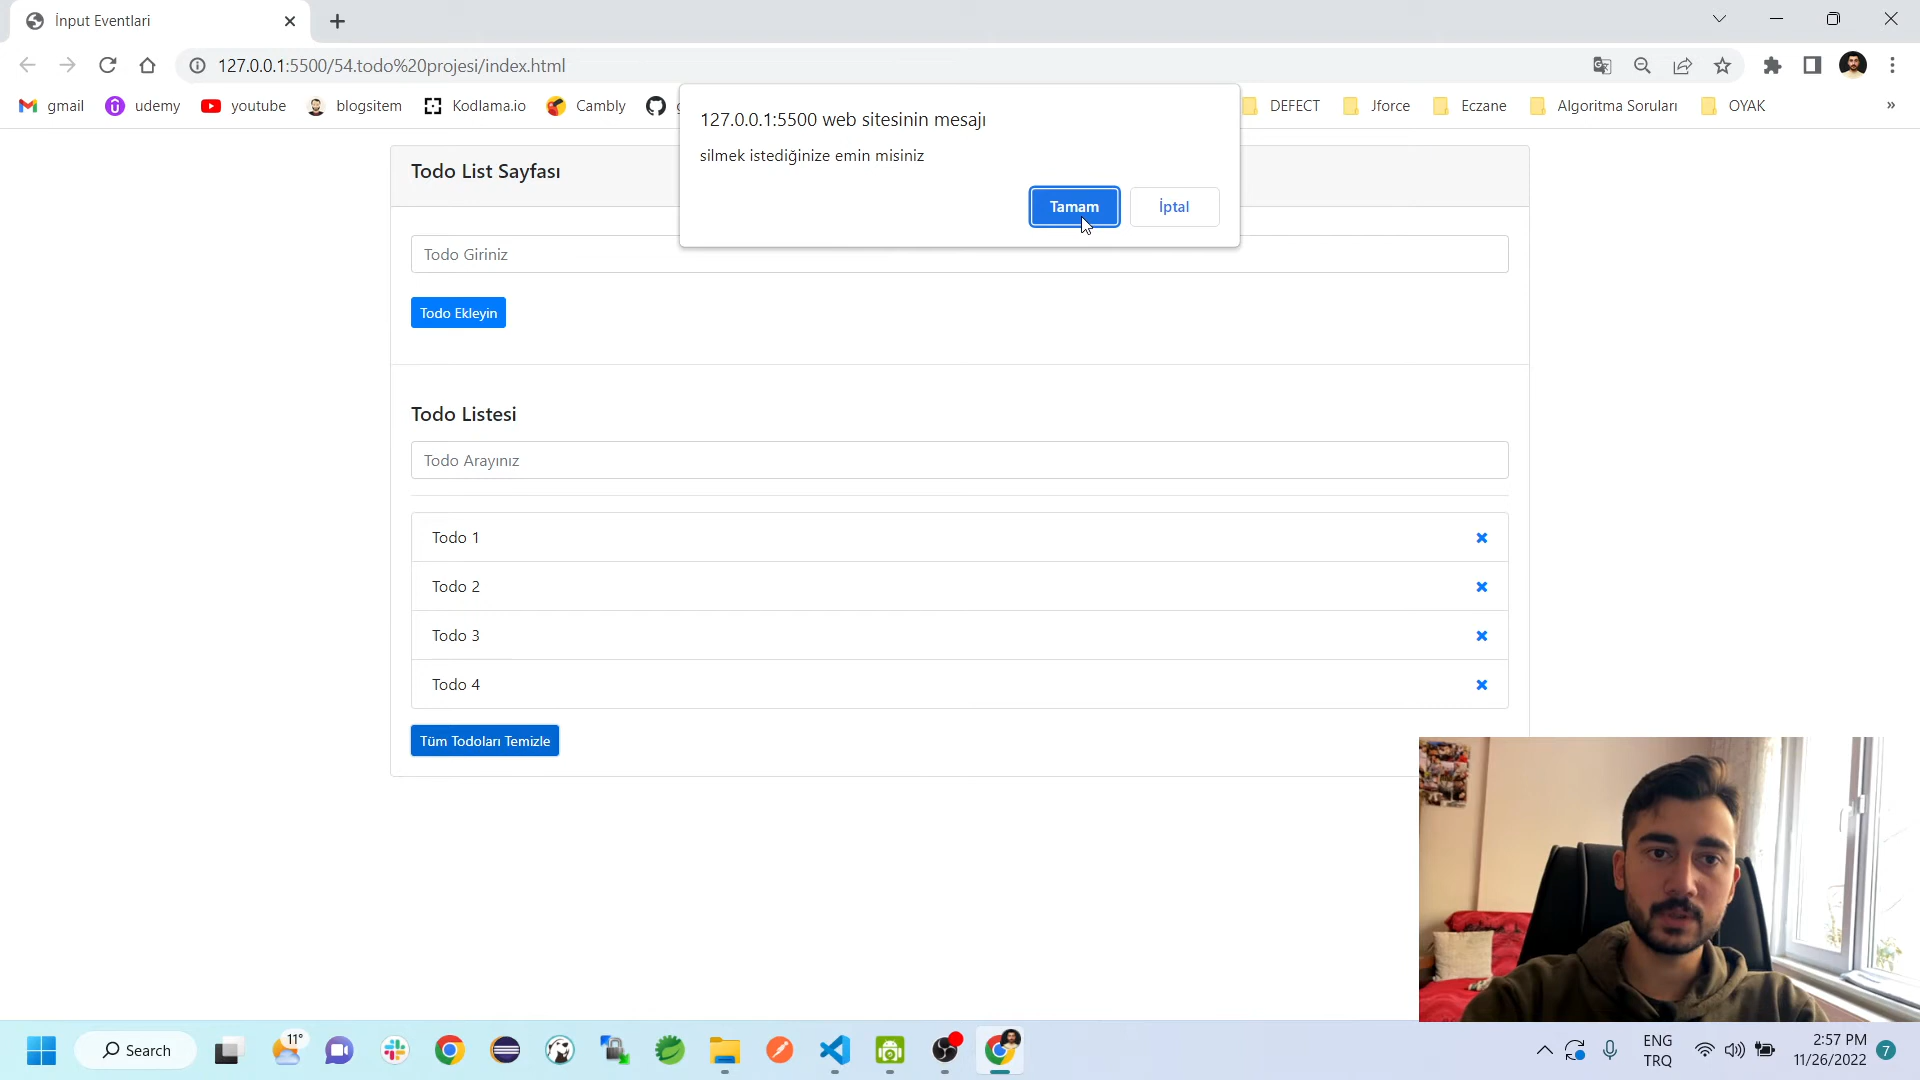 İnput Eventlari
127.0.0.1:5500/54.todo%20projesi/index.html
gmail
udemy
youtube
blogsitem
Kodlama.io
Cambly
DEFECT
Jforce
Eczane
Algoritma Soruları
OYAK
»
127.0.0.1:5500 web sitesinin mesajı
silmek istediğinize emin misiniz
Tamam
İptal
Todo List Sayfası
Todo Giriniz
Todo Ekleyin
Todo Listesi
Todo Arayınız
Todo 1
Todo 2
Todo 3
Todo 4
Tüm Todoları Temizle
Search
11°
ENG
TRQ
2:57 PM
11/26/2022
7